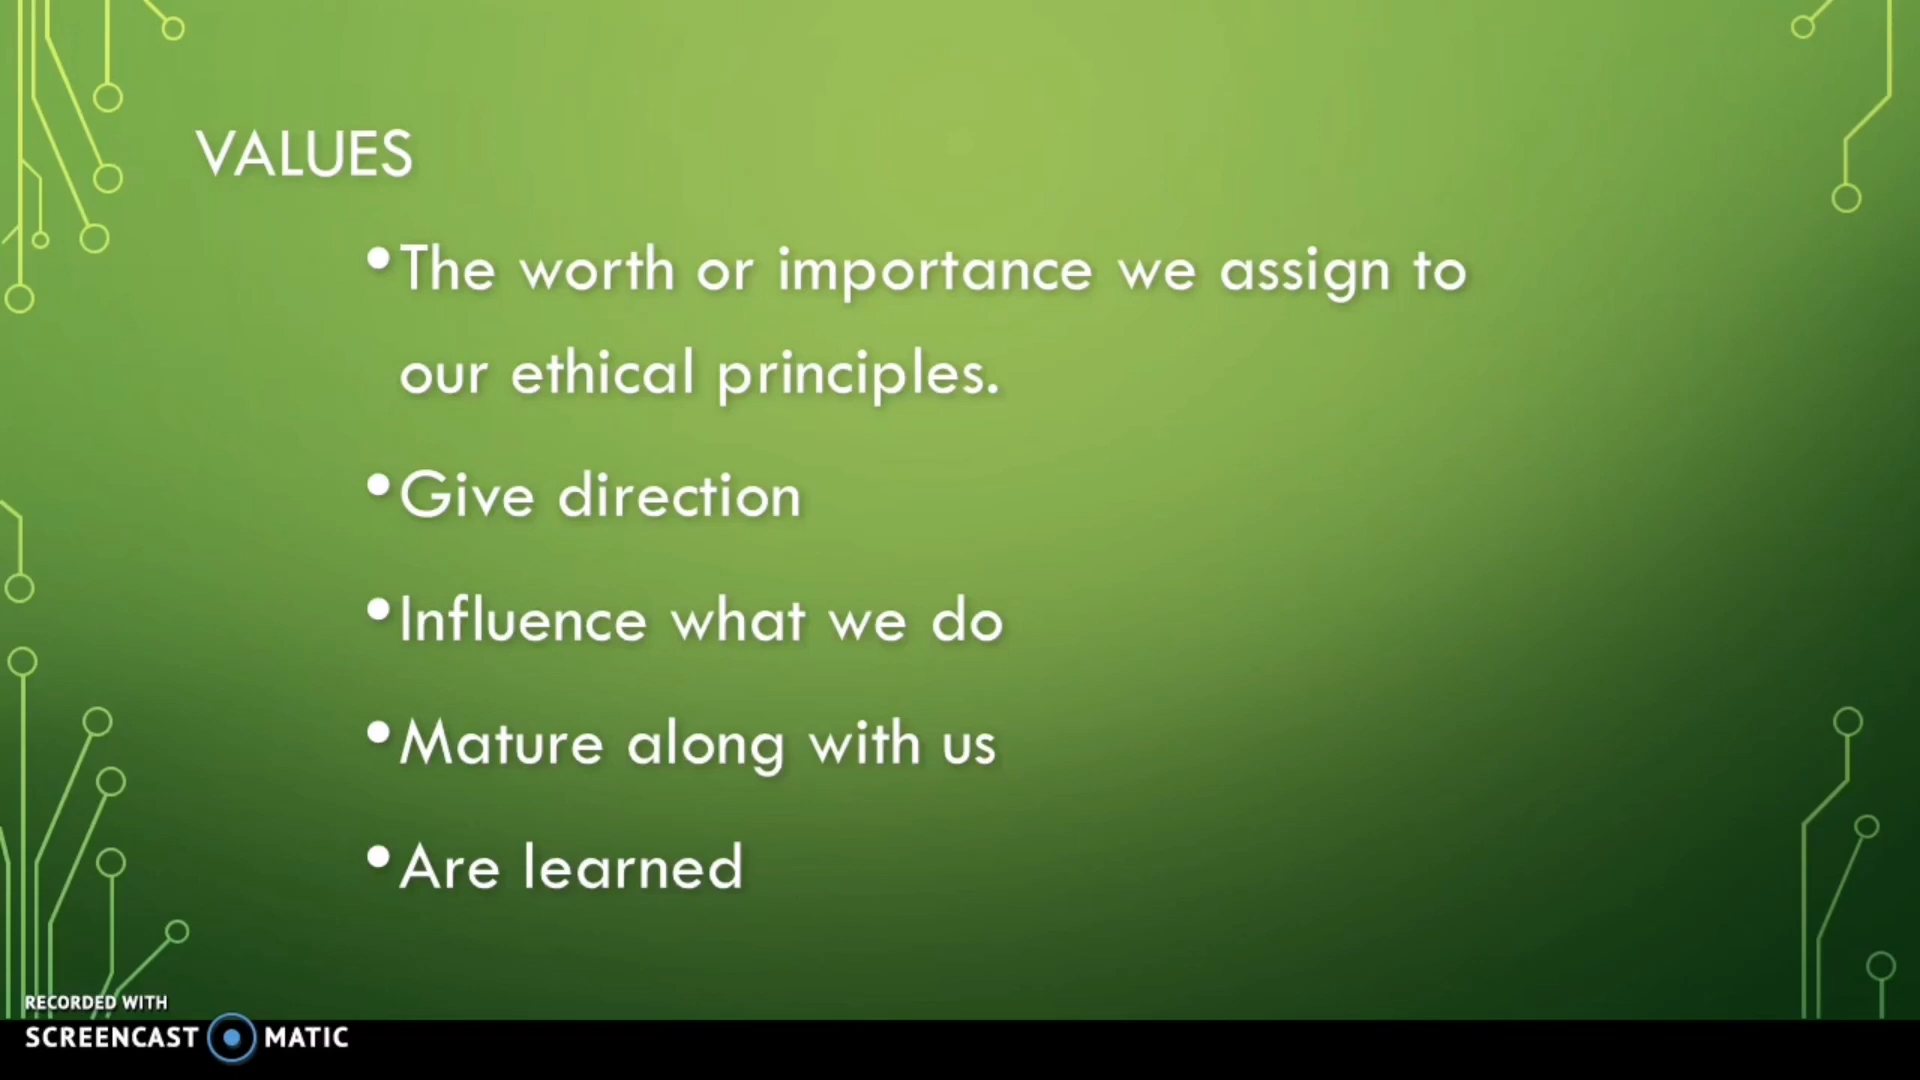 VALUES
•The worth or importance we assign to
our ethical principles.
•Give direction
•Influence what we do
•Mature along with us
•Are learned
RECORDED WITH
SCREENCAST MATIC